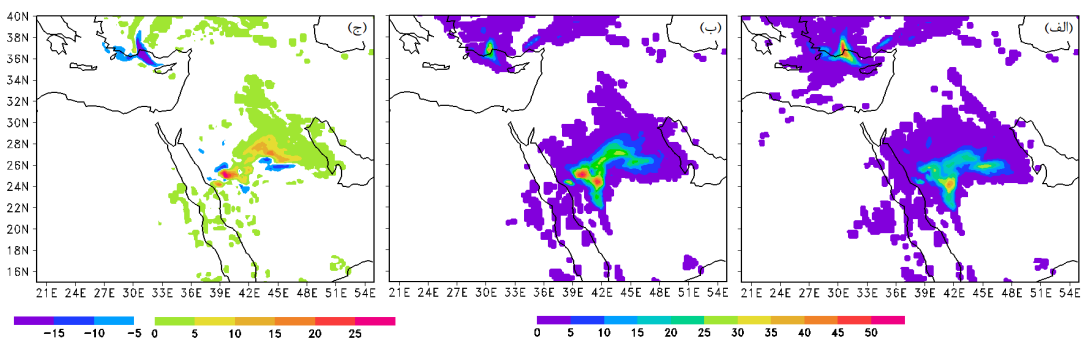 40N
38N
36N
32N
30N
28N
26N
24N
22N
20N
18N
16N
(ج)
(ب)
(الف)
21E 24E 27E 30E 33E 36E 39E 42E 45E 48E 51E 54E
21E 24E 27E 30E 33E 36E 39E 42E 45E 48E 51E 54E
21E 24E 27E 30E 33E 36E 39E 42E 45E 48E 51E 54E
-15 -10 -5 0 5 10 15 20 25
0 5 10 15 20 25 30 35 40 45 50